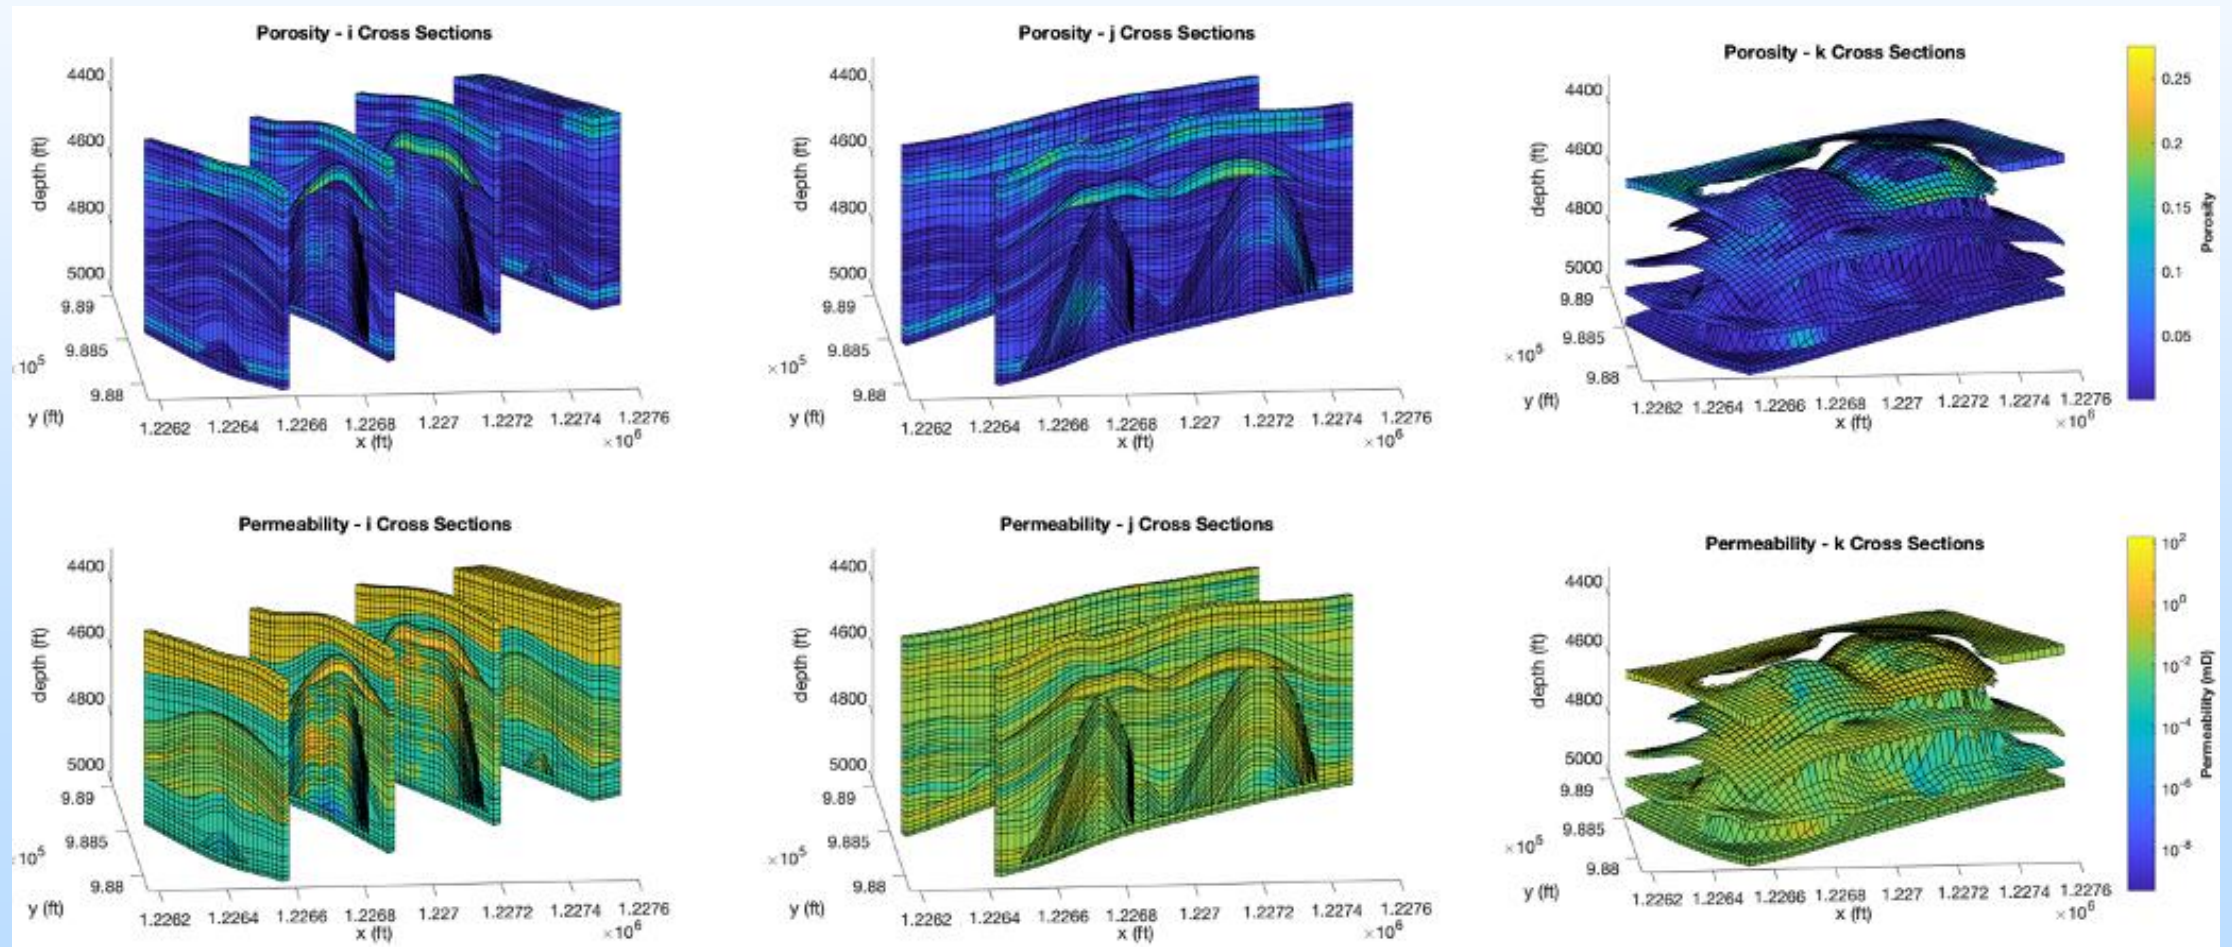 Porosity - i Cross Sections
4400
4600
4800
5000
depth (ft)
9.89
9.885
9.88
×10⁵
y (ft)
1.2262 1.2264 1.2266 1.2268 1.227 1.2272 1.2274 1.2276
x (ft)
×10⁶
Porosity - j Cross Sections
4400
4600
4800
5000
depth (ft)
9.89
9.885
9.88
×10⁵
y (ft)
1.2262 1.2264 1.2266 1.2268 1.227 1.2272 1.2274 1.2276
x (ft)
×10⁶
Porosity - k Cross Sections
4400
4600
4800
5000
depth (ft)
9.89
9.885
9.88
×10⁵
y (ft)
1.2262 1.2264 1.2266 1.2268 1.227 1.2272 1.2274 1.2276
x (ft)
×10⁶
0.25
0.2
0.15
0.1
0.05
Porosity
Permeability - i Cross Sections
4400
4600
4800
5000
depth (ft)
9.89
9.885
9.88
×10⁵
y (ft)
1.2262 1.2264 1.2266 1.2268 1.227 1.2272 1.2274 1.2276
x (ft)
×10⁶
Permeability - j Cross Sections
4400
4600
4800
5000
depth (ft)
9.89
9.885
9.88
×10⁵
y (ft)
1.2262 1.2264 1.2266 1.2268 1.227 1.2272 1.2274 1.2276
x (ft)
×10⁶
Permeability - k Cross Sections
4400
4600
4800
5000
depth (ft)
9.89
9.885
9.88
×10⁵
y (ft)
1.2262 1.2264 1.2266 1.2268 1.227 1.2272 1.2274 1.2276
x (ft)
×10⁶
10²
10⁰
10⁻²
10⁻⁴
10⁻⁶
10⁻⁸
Permeability (mD)